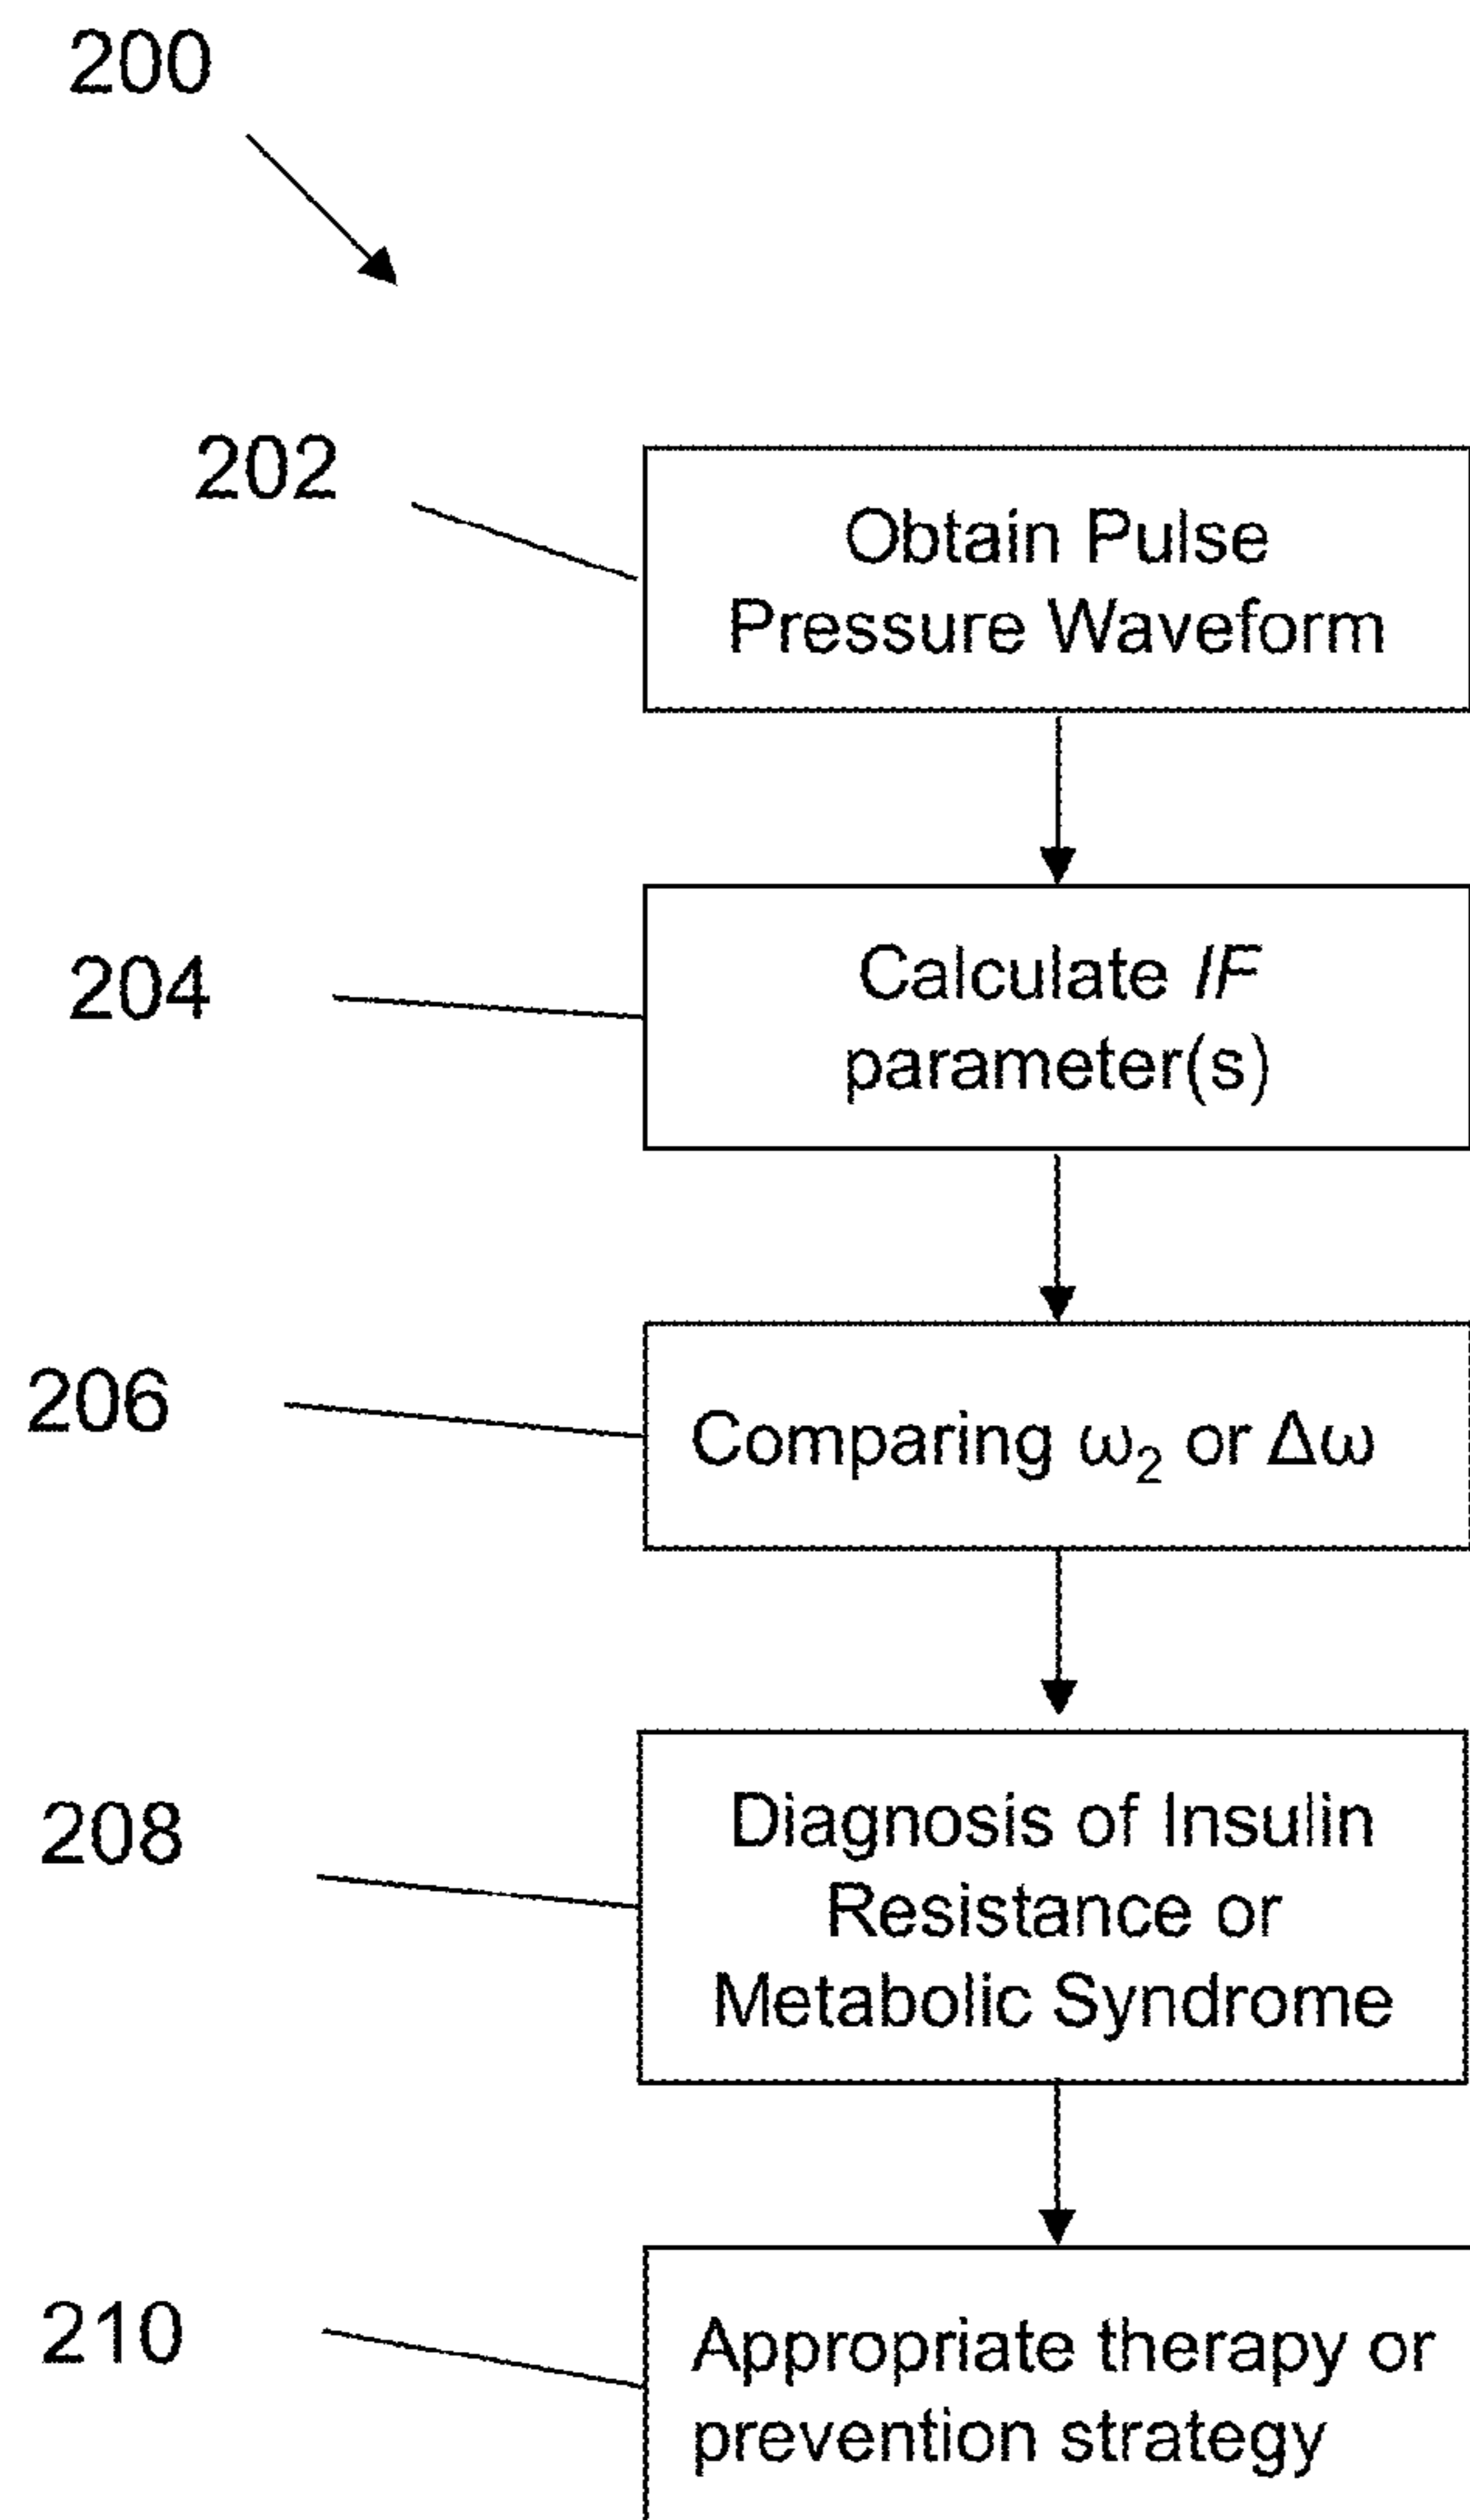 200
202
Obtain Pulse
Pressure Waveform
204
Calculate IF
parameter(s)
206
Comparing ω₂ or Δω
208
Diagnosis of Insulin
Resistance or
Metabolic Syndrome
210
Appropriate therapy or
prevention strategy